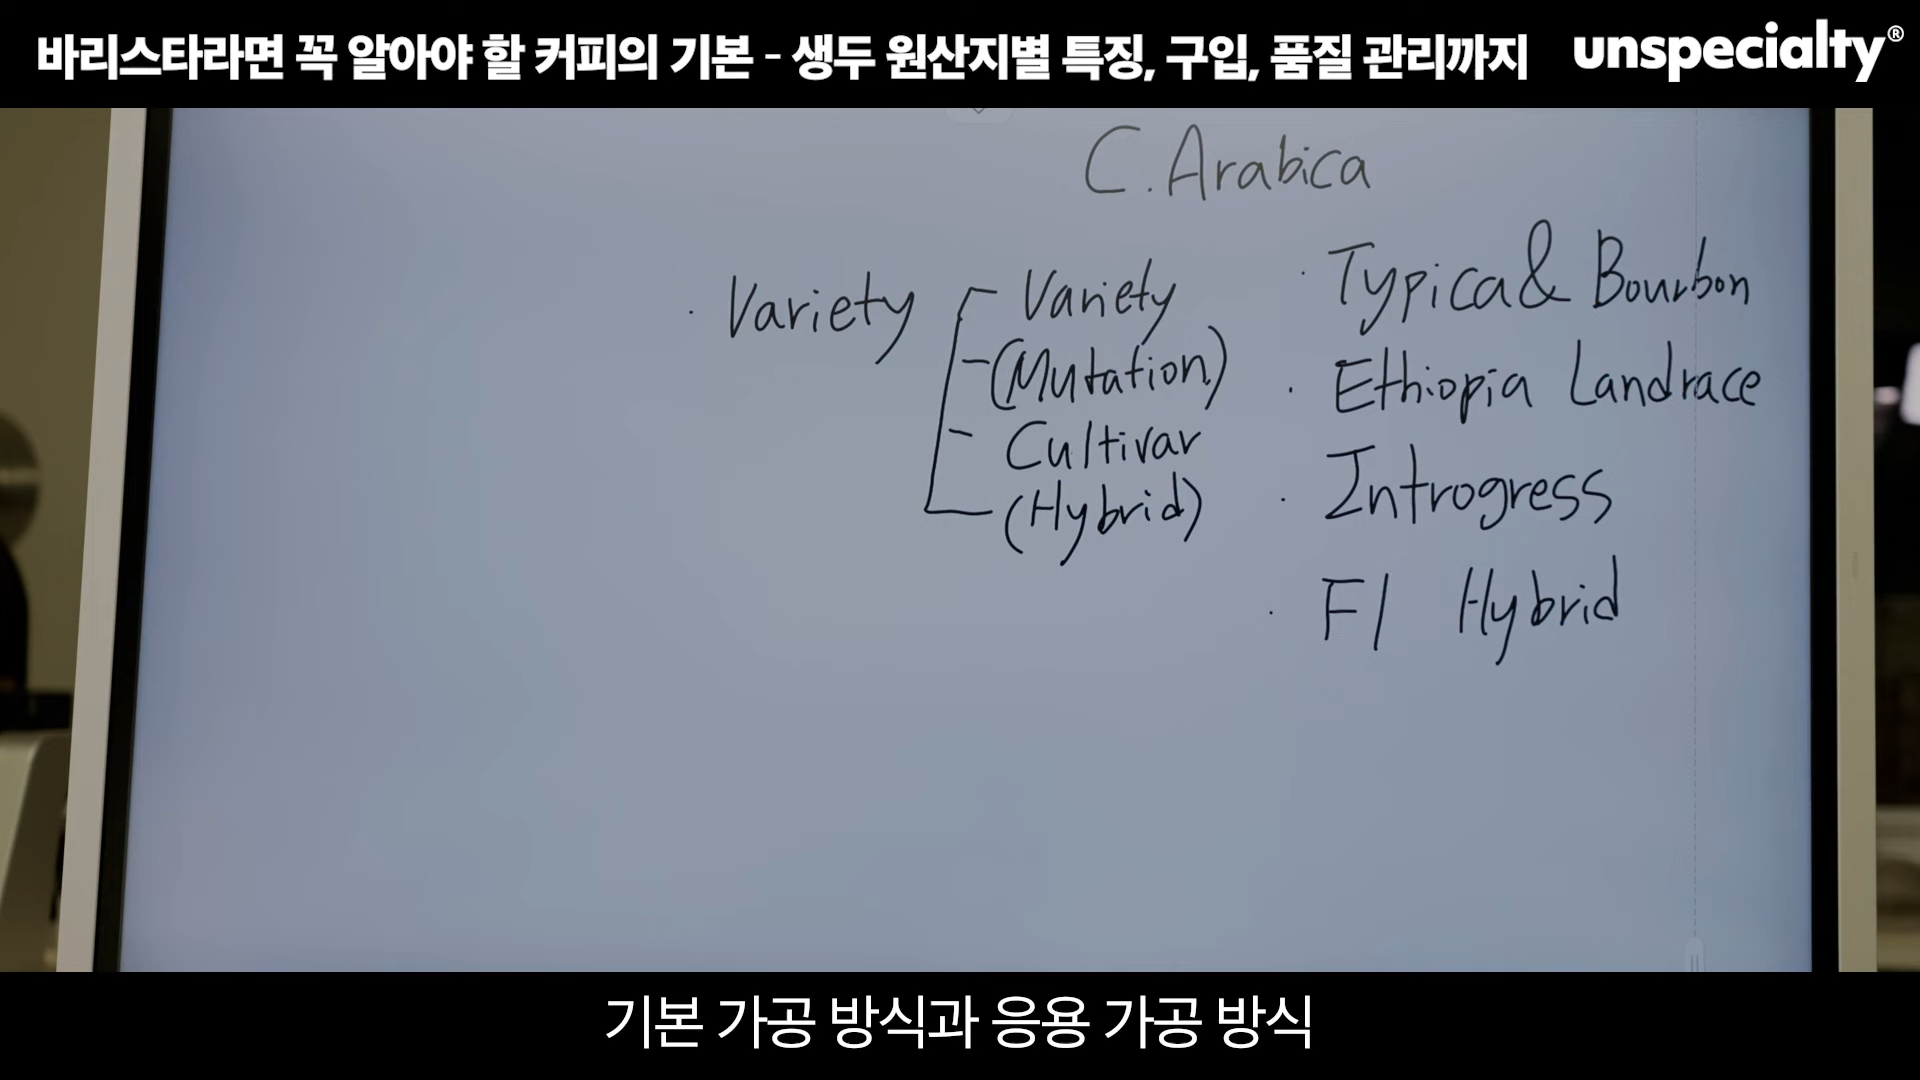 바리스타라면 꼭 알아야 할 커피의 기본 - 생두 원산지별 특징, 구입, 품질 관리까지
unspecialty®
C. Arabica
· Variety
Variety
(Mutation)
Cultivar
(Hybrid)
· Typica & Bourbon
· Ethiopia Landrace
· Introgress
· F1 Hybrid
기본 가공 방식과 응용 가공 방식